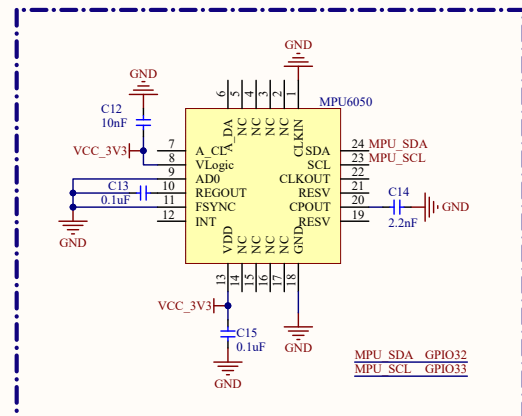 GND
MPU6050
6 5 4 3 2 1
A_DA NC NC NC NC CLKIN
GND
C12
10nF
VCC_3V3
7 A_CL SDA 24 MPU_SDA
8 VLogic SCL 23 MPU_SCL
9 AD0 CLKOUT 22
C13 10 REGOUT RESV 21
0.1uF 11 FSYNC CPOUT 20 C14 GND
12 INT RESV 19 2.2nF
GND
VDD NC NC NC NC GND
13 14 15 16 17 18
VCC_3V3
C15
0.1uF
GND
GND
MPU_SDA GPIO32
MPU_SCL GPIO33